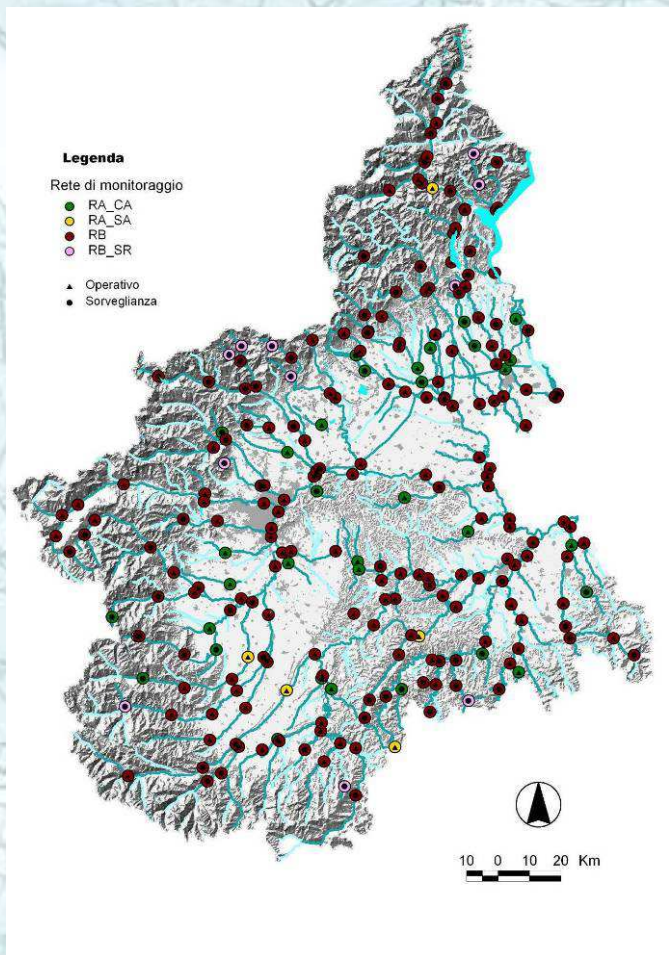 Legenda
Rete di monitoraggio
RA_CA
RA_SA
RB
RB_SR
Operativo
Sorveglianza
10 0 10 20 Km